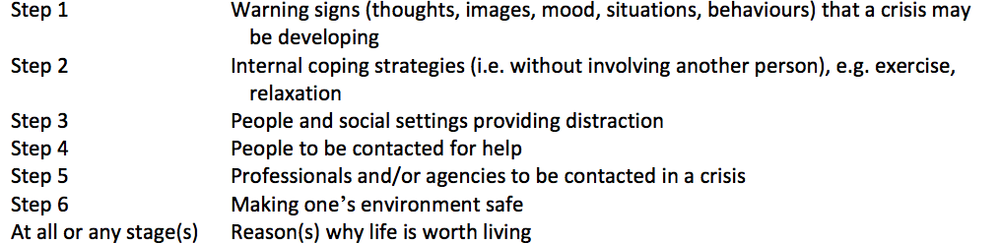 Step 1 Warning signs (thoughts, images, mood, situations, behaviours) that a crisis may
be developing
Step 2 Internal coping strategies (i.e. without involving another person), e.g. exercise,
relaxation
Step 3 People and social settings providing distraction
Step 4 People to be contacted for help
Step 5 Professionals and/or agencies to be contacted in a crisis
Step 6 Making one’s environment safe
At all or any stage(s) Reason(s) why life is worth living